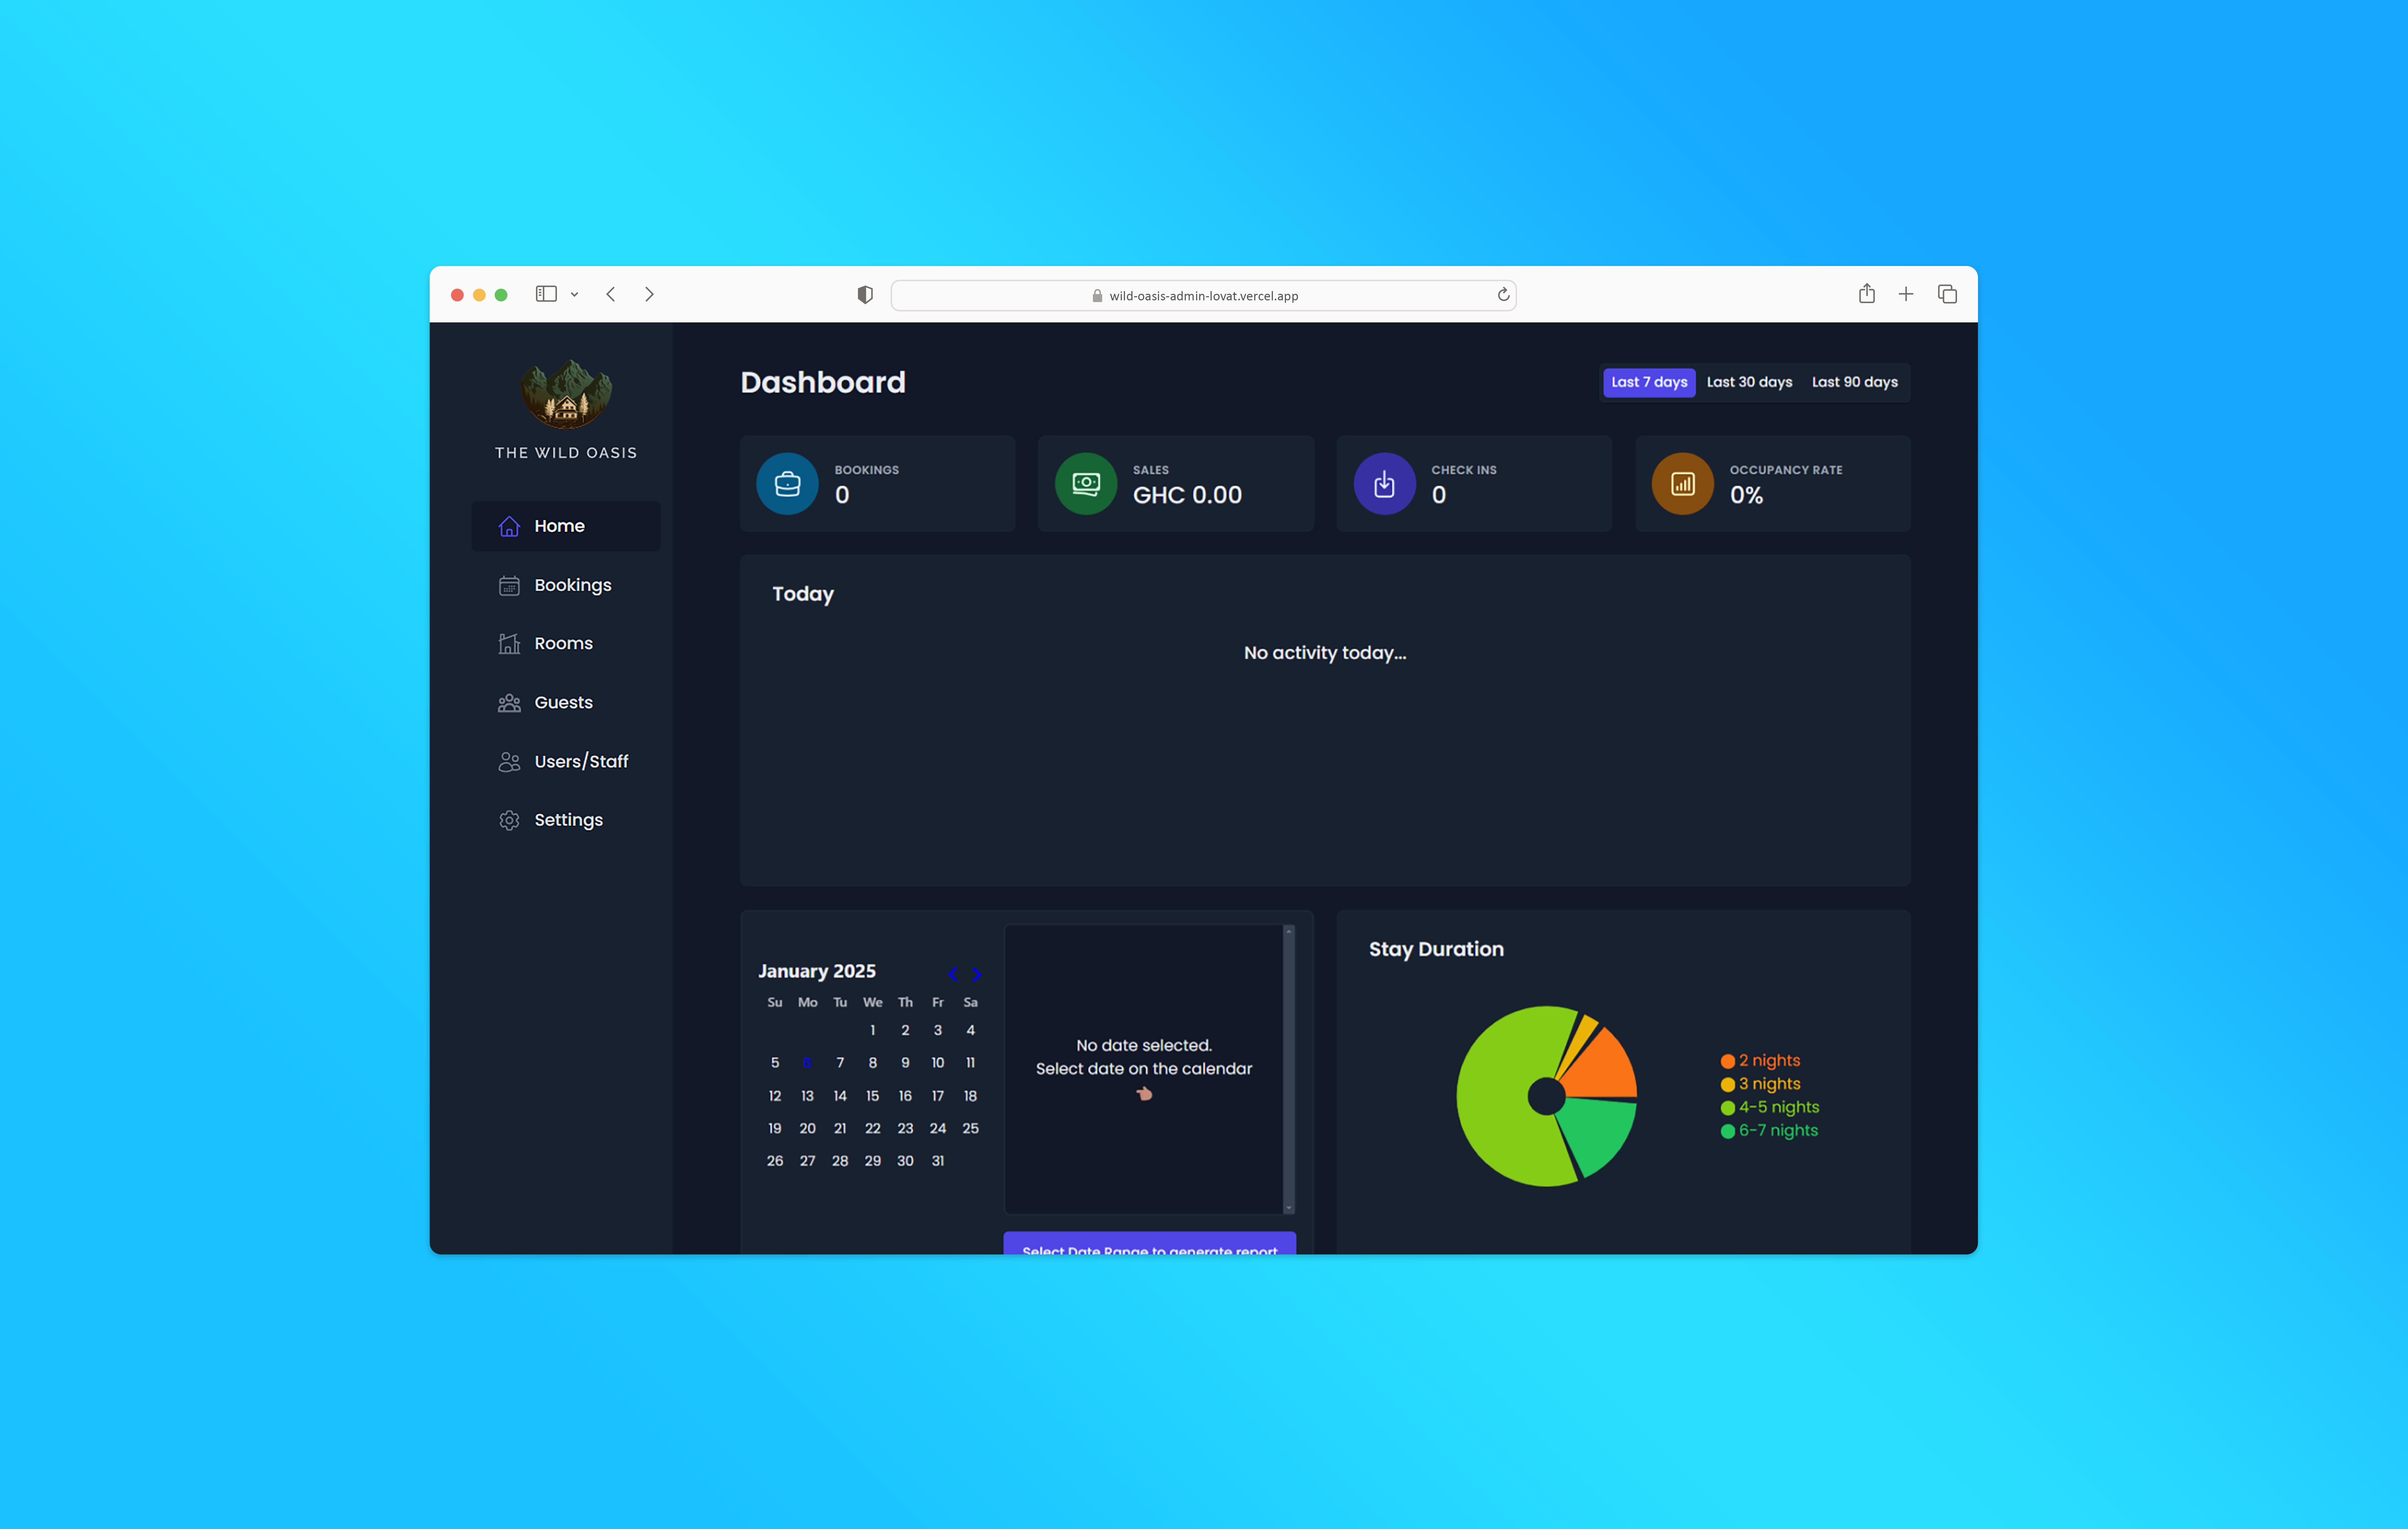 wild-oasis-admin-lovat.vercel.app
THE WILD OASIS
Home
Bookings
Rooms
Guests
Users/Staff
Settings
Dashboard
Last 7 days Last 30 days Last 90 days
BOOKINGS
0
SALES
GHC 0.00
CHECK INS
0
OCCUPANCY RATE
0%
Today
No activity today...
January 2025
Su Mo Tu We Th Fr Sa
1 2 3 4
5 6 7 8 9 10 11
12 13 14 15 16 17 18
19 20 21 22 23 24 25
26 27 28 29 30 31
No date selected.
Select date on the calendar
Select Date Range to generate report
Stay Duration
2 nights
3 nights
4-5 nights
6-7 nights